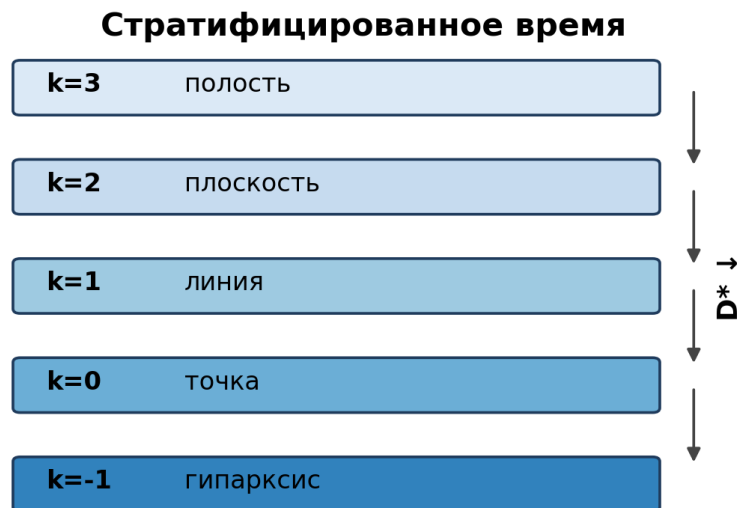 Стратифицированное время
k=3 полость
k=2 плоскость
k=1 линия
k=0 точка
k=-1 гипарксис
D* →